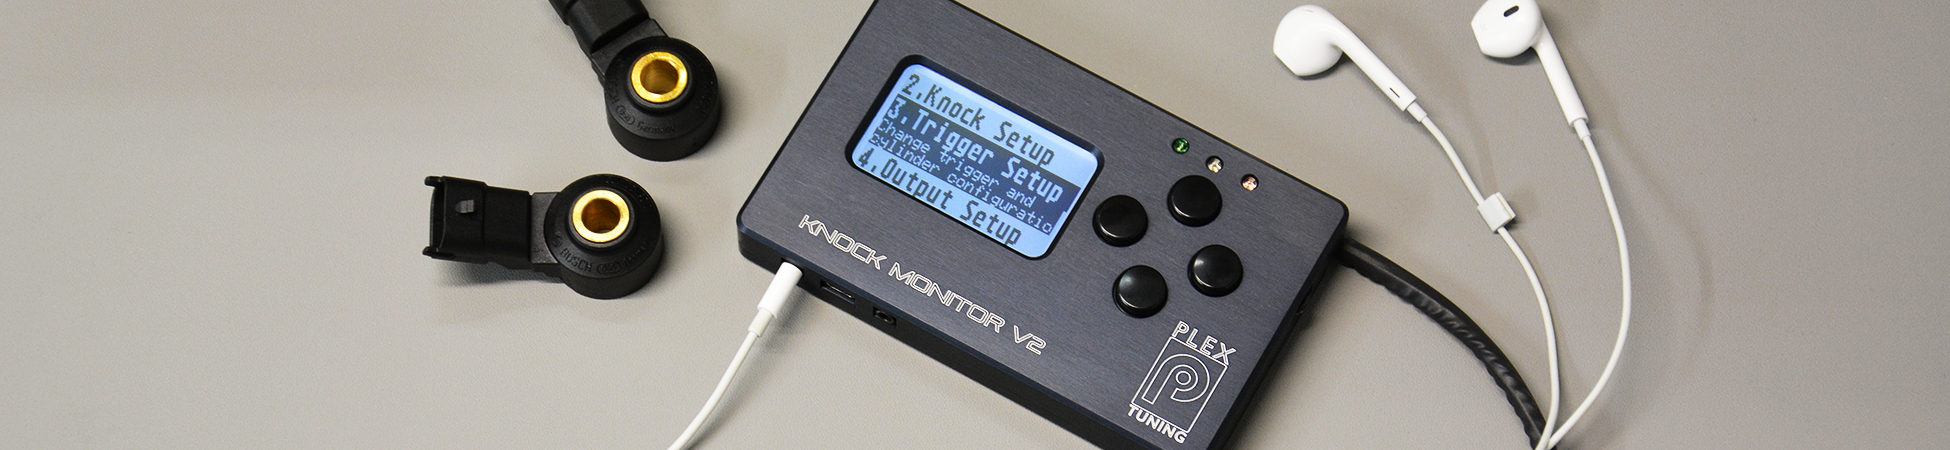 2.Knock Setup
3.Trigger Setup
Change trigger and
cylinder configuratio
4.Output Setup
KNOCK MONITOR V2
PLEX
TUNING
BOSCH